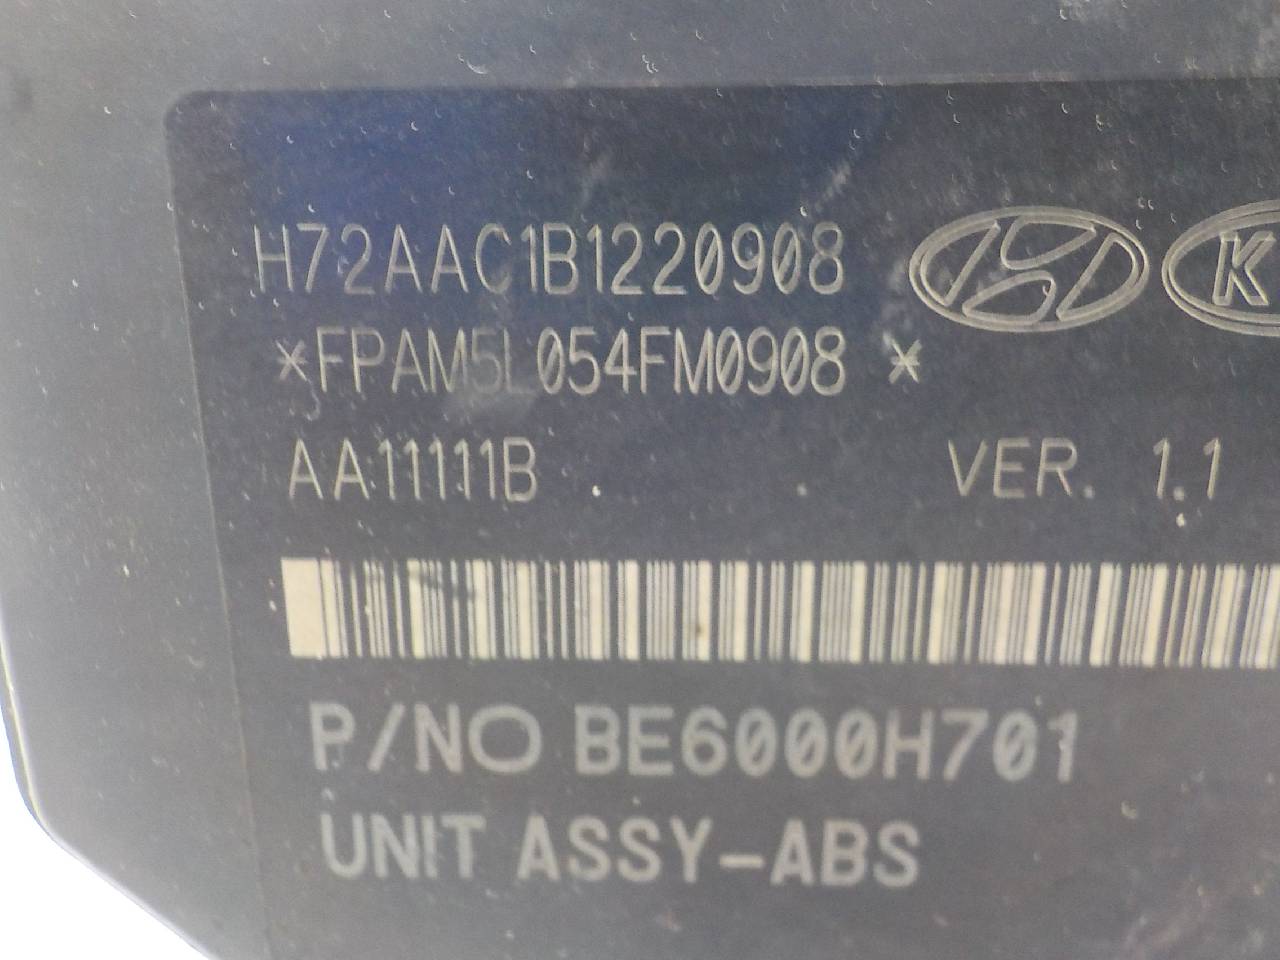 H72AAC1B1220908
*FPAM5L054FM0908 *
AA11111B VER. 1.1
P/NO BE6000H701
UNIT ASSY-ABS